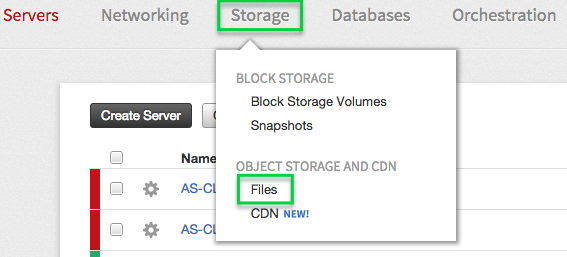 Servers Networking Storage Databases Orchestration
BLOCK STORAGE
Block Storage Volumes
Snapshots
Create Server
Name
OBJECT STORAGE AND CDN
Files
AS-CL
CDN NEW!
AS-CL